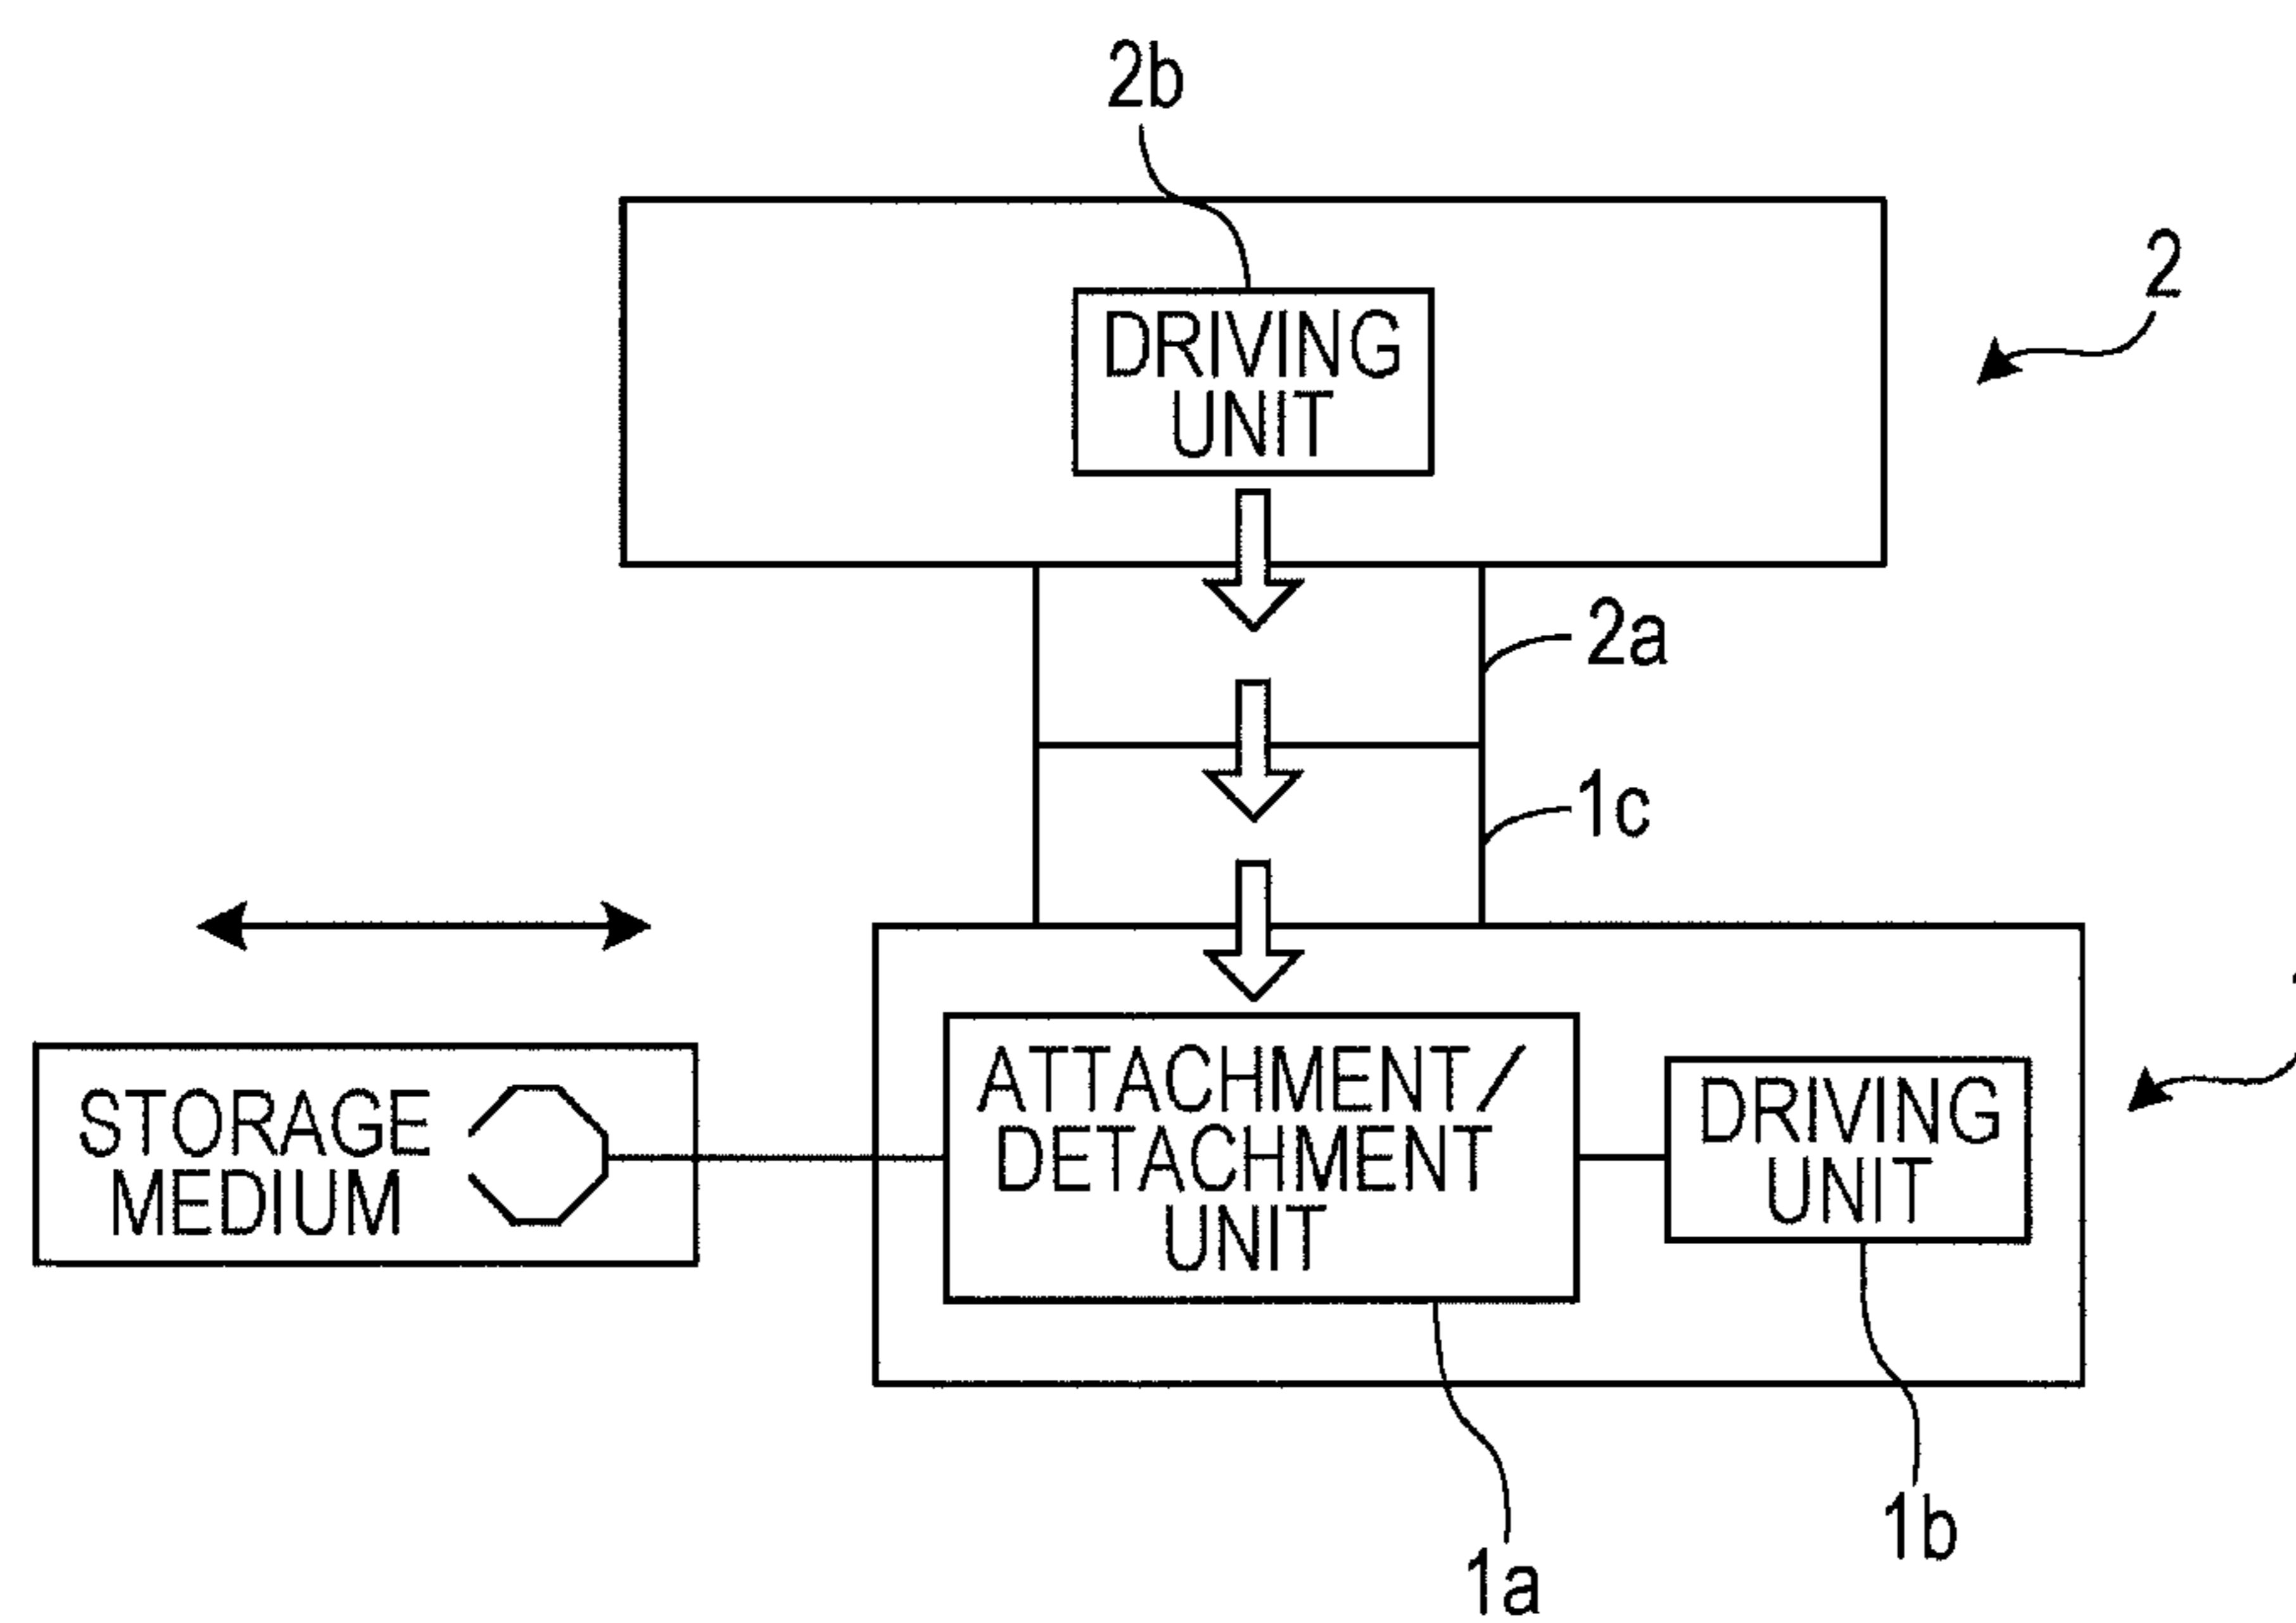 2b
2
DRIVING
UNIT
2a
1c
ATTACHMENT/
DETACHMENT
UNIT
STORAGE
MEDIUM
DRIVING
UNIT
1b
1a